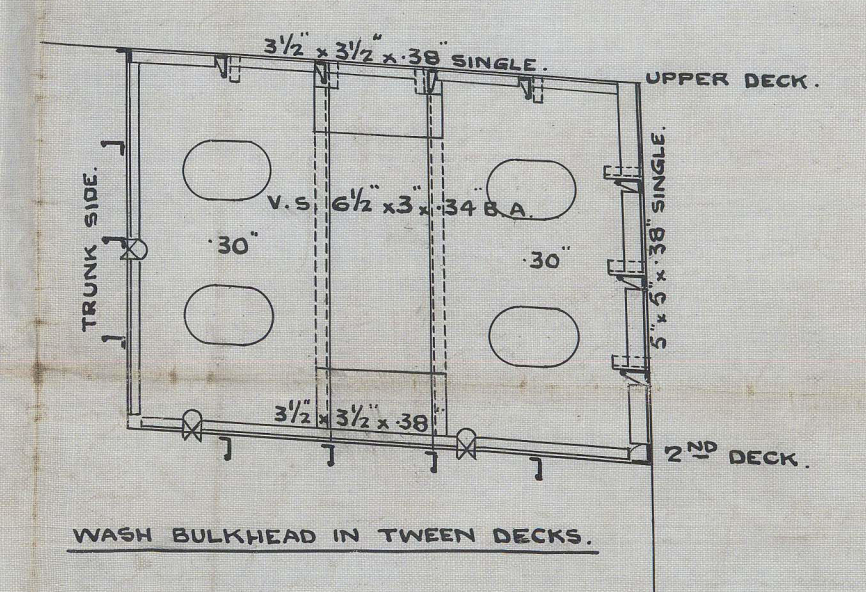 3½" x 3½" x .38" SINGLE.
UPPER DECK.
TRUNK SIDE.
V.S. 6½" x 3" x .34" B.A.
.30"
.30"
5" x 5" x .38" SINGLE.
3½" x 3½" x .38"
2ND DECK.
WASH BULKHEAD IN TWEEN DECKS.